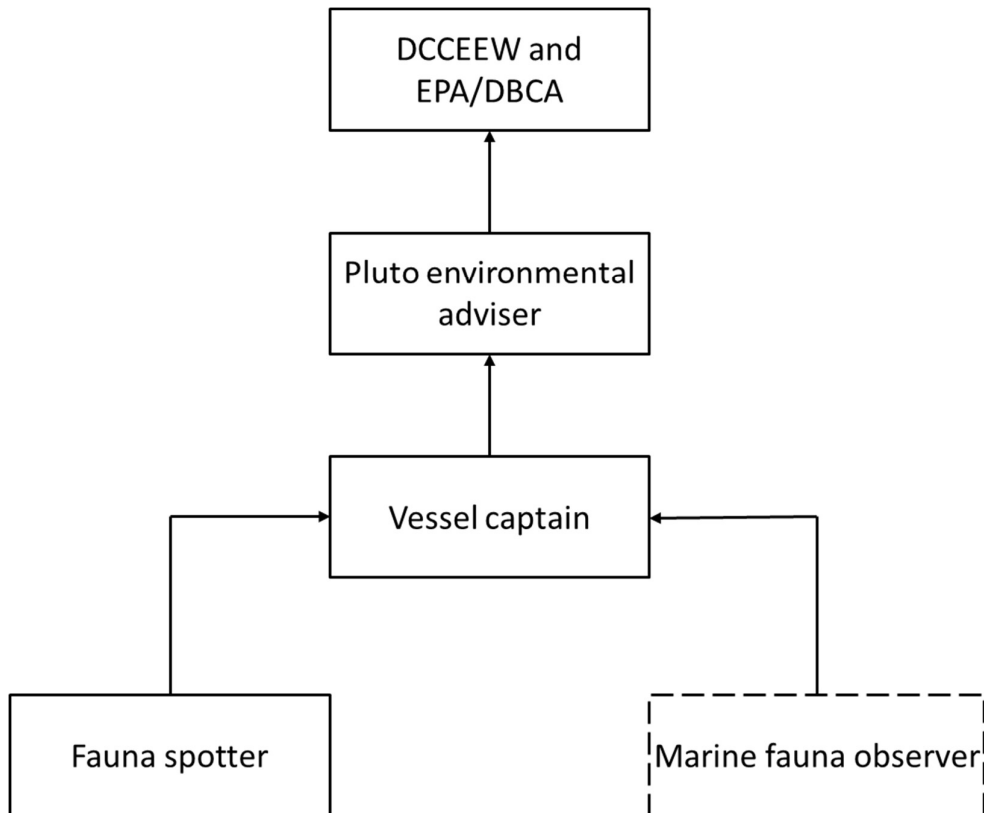 DCCEEW and
EPA/DBCA
Pluto environmental
adviser
Vessel captain
Fauna spotter
Marine fauna observer